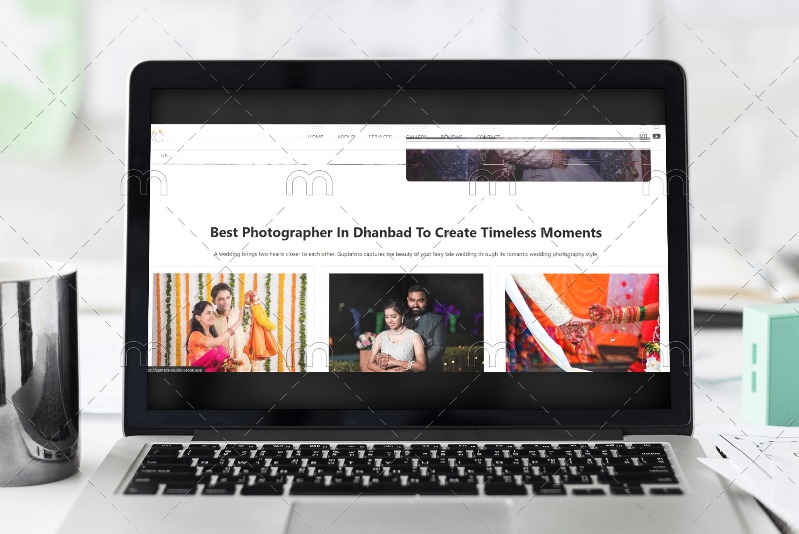 HOME ABOUT SERVICES GALLERY REVIEWS CONTACT
US
Best Photographer In Dhanbad To Create Timeless Moments
A wedding brings two hearts closer to each other. Guptafoto captures the beauty of your fairy tale wedding through its romantic wedding photography style.